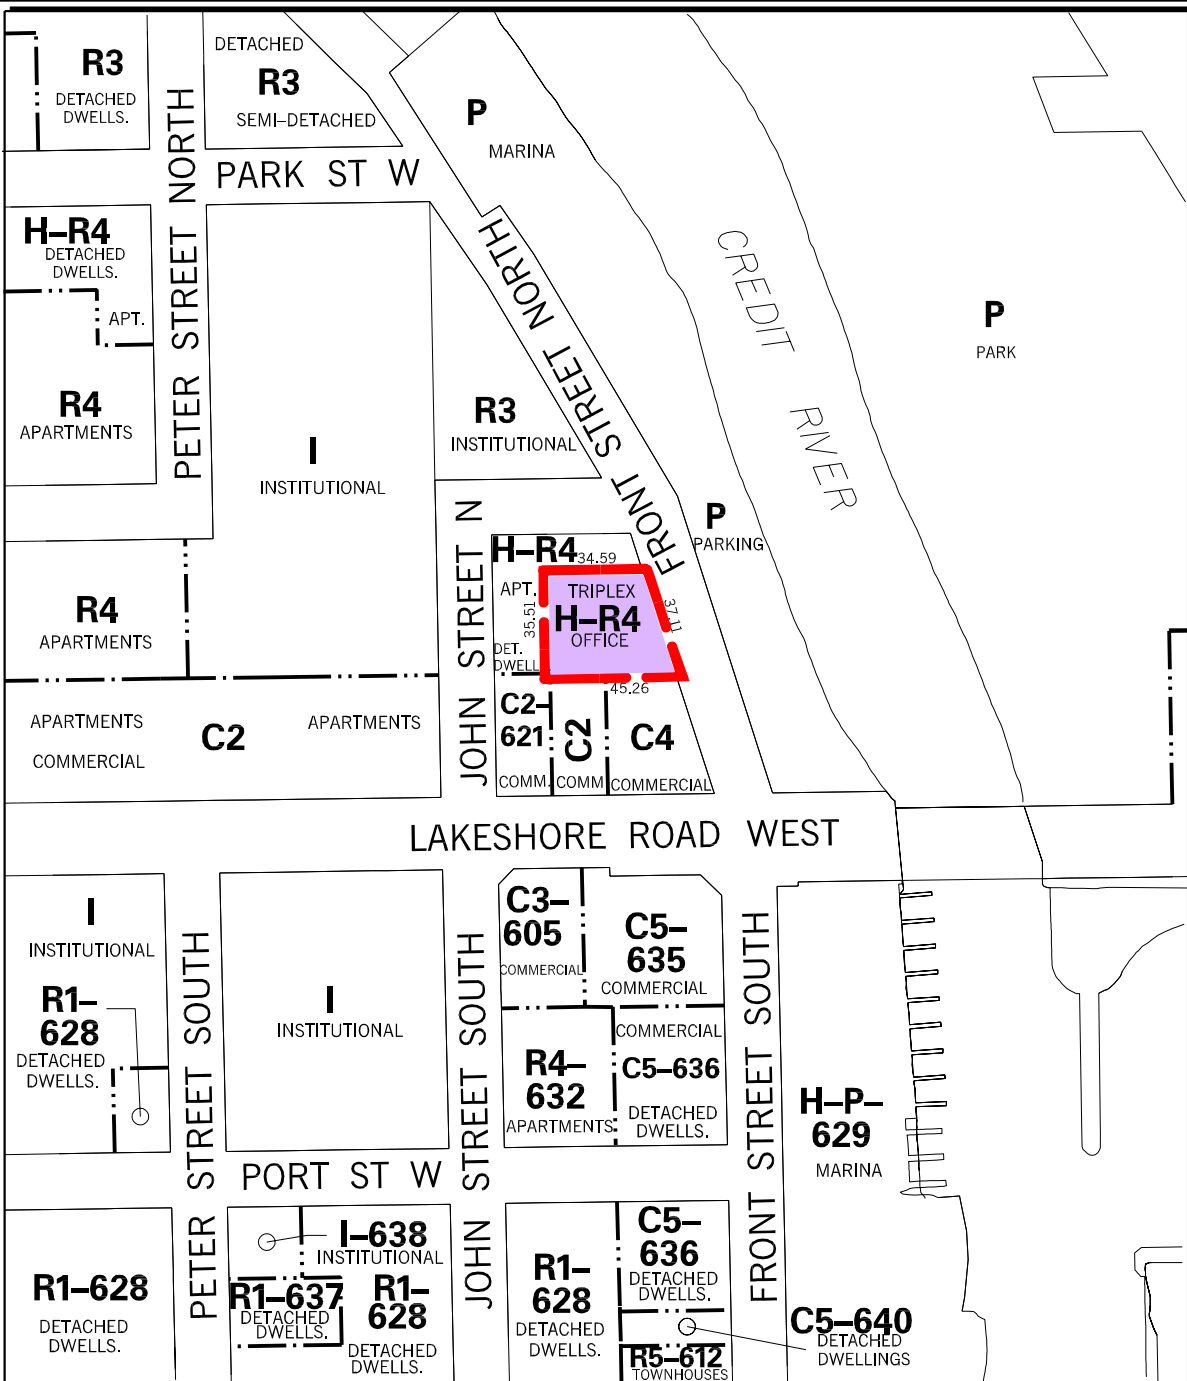 R3
DETACHED
DWELLS.
DETACHED
R3
SEMI–DETACHED
P
MARINA
PARK ST W
PETER STREET NORTH
H–R4
DETACHED
DWELLS.
APT.
R4
APARTMENTS
I
INSTITUTIONAL
FRONT STREET NORTH
CREDIT RIVER
P
PARK
R3
INSTITUTIONAL
P
PARKING
JOHN STREET N
H–R4
34.59
APT.
35.51
TRIPLEX
H–R4
OFFICE
37.11
DET.
DWELL
45.26
R4
APARTMENTS
APARTMENTS
COMMERCIAL
C2
APARTMENTS
C2–
621
COMM.
C2
COMM
C4
COMMERCIAL
LAKESHORE ROAD WEST
I
INSTITUTIONAL
R1–
628
DETACHED
DWELLS.
PETER STREET SOUTH
I
INSTITUTIONAL
JOHN STREET SOUTH
C3–
605
COMMERCIAL
C5–
635
COMMERCIAL
COMMERCIAL
C5–636
DETACHED
DWELLS.
R4–
632
APARTMENTS
FRONT STREET SOUTH
H–P–
629
MARINA
PORT ST W
R1–628
DETACHED
DWELLS.
I–638
INSTITUTIONAL
R1–637
DETACHED
DWELLS.
R1–
628
DETACHED
DWELLS.
R1–
628
DETACHED
DWELLS.
C5–
636
DETACHED
DWELLS.
R5–612
TOWNHOUSES
C5–640
DETACHED
DWELLINGS